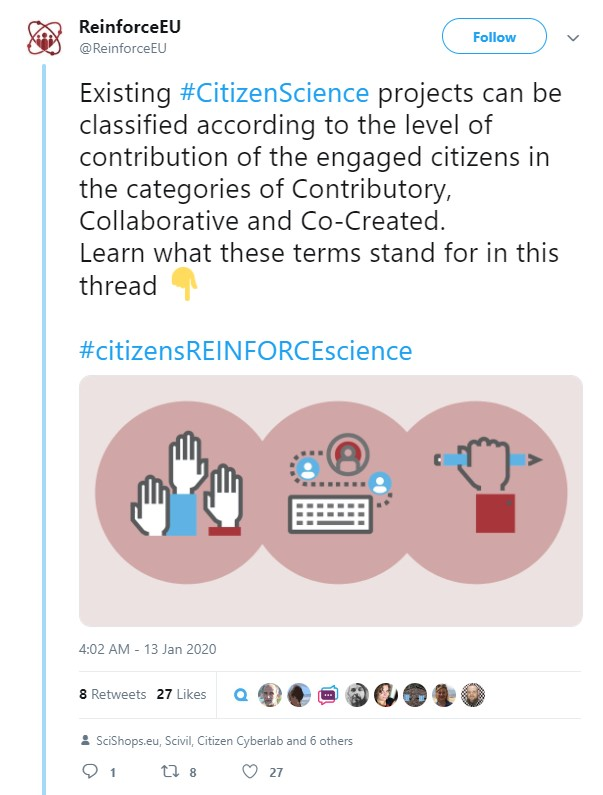 ReinforceEU
@ReinforceEU
Follow
Existing #CitizenScience projects can be
classified according to the level of
contribution of the engaged citizens in
the categories of Contributory,
Collaborative and Co-Created.
Learn what these terms stand for in this
thread 👇
#citizensREINFORCEscience
4:02 AM - 13 Jan 2020
8 Retweets 27 Likes
SciShops.eu, Scivil, Citizen Cyberlab and 6 others
1 8 27